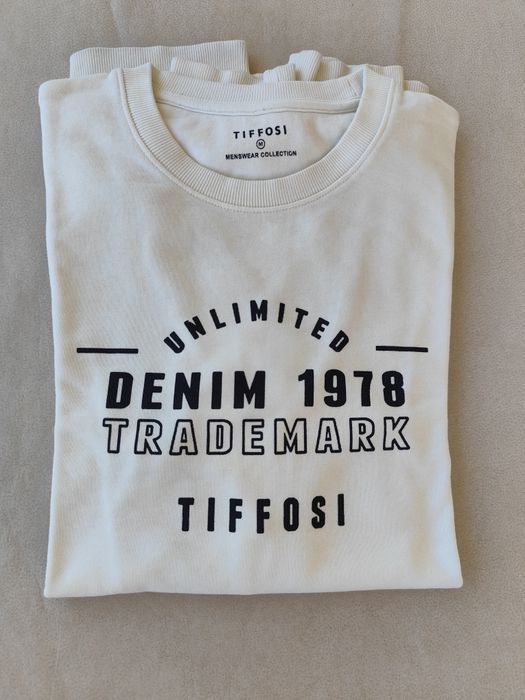 TIFFOSI
M
MENSWEAR COLLECTION
UNLIMITED
DENIM 1978
TRADEMARK
TIFFOSI